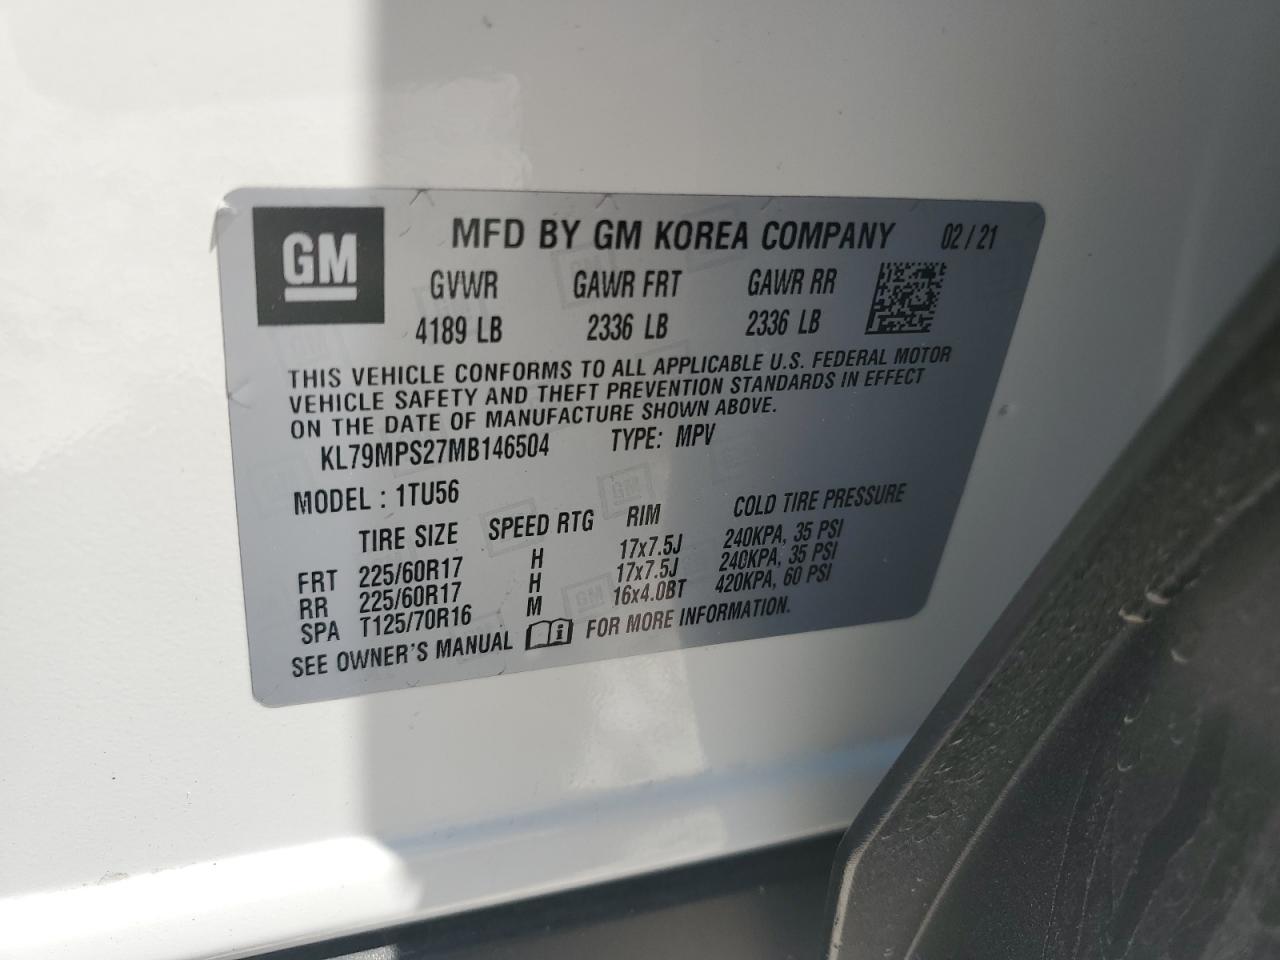 GM
MFD BY GM KOREA COMPANY 02/21
GVWR GAWR FRT GAWR RR
4189 LB 2336 LB 2336 LB
THIS VEHICLE CONFORMS TO ALL APPLICABLE U.S. FEDERAL MOTOR
VEHICLE SAFETY AND THEFT PREVENTION STANDARDS IN EFFECT
ON THE DATE OF MANUFACTURE SHOWN ABOVE.
KL79MPS27MB146504 TYPE: MPV
MODEL : 1TU56
TIRE SIZE SPEED RTG RIM COLD TIRE PRESSURE
FRT 225/60R17 H 17x7.5J 240KPA, 35 PSI
RR 225/60R17 H 17x7.5J 240KPA, 35 PSI
SPA T125/70R16 M 16x4.0BT 420KPA, 60 PSI
SEE OWNER'S MANUAL i FOR MORE INFORMATION.